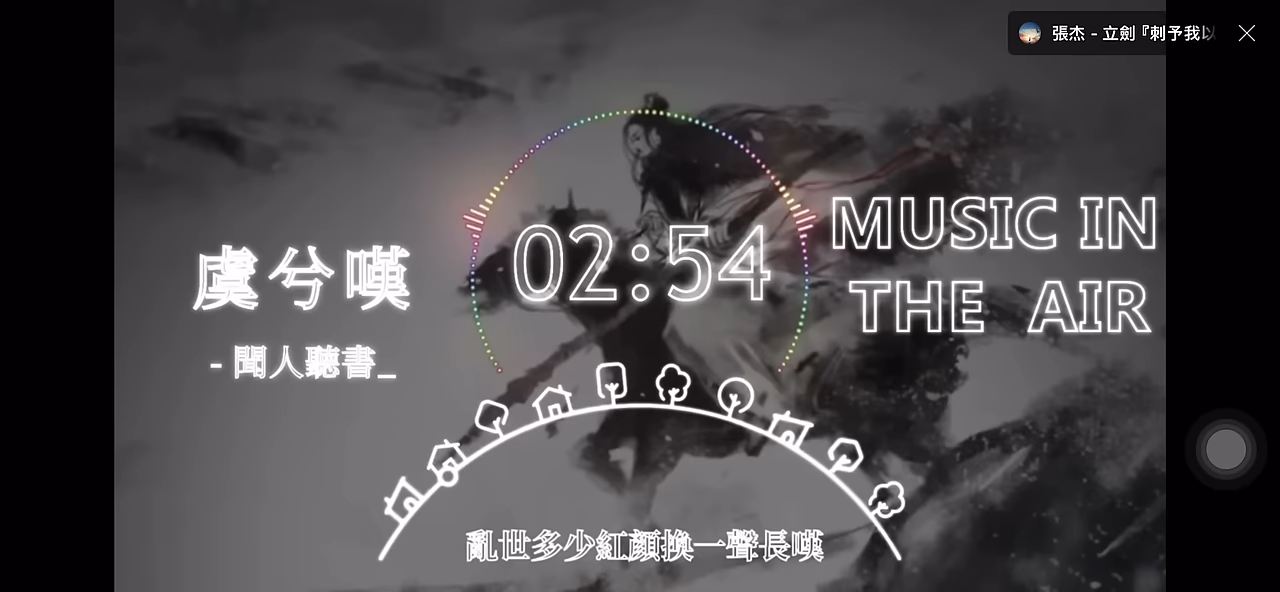 張杰 - 立劍『刺予我以
MUSIC IN
THE AIR
02:54
虞兮嘆
- 聞人聽書_
亂世多少紅顏換一聲長嘆